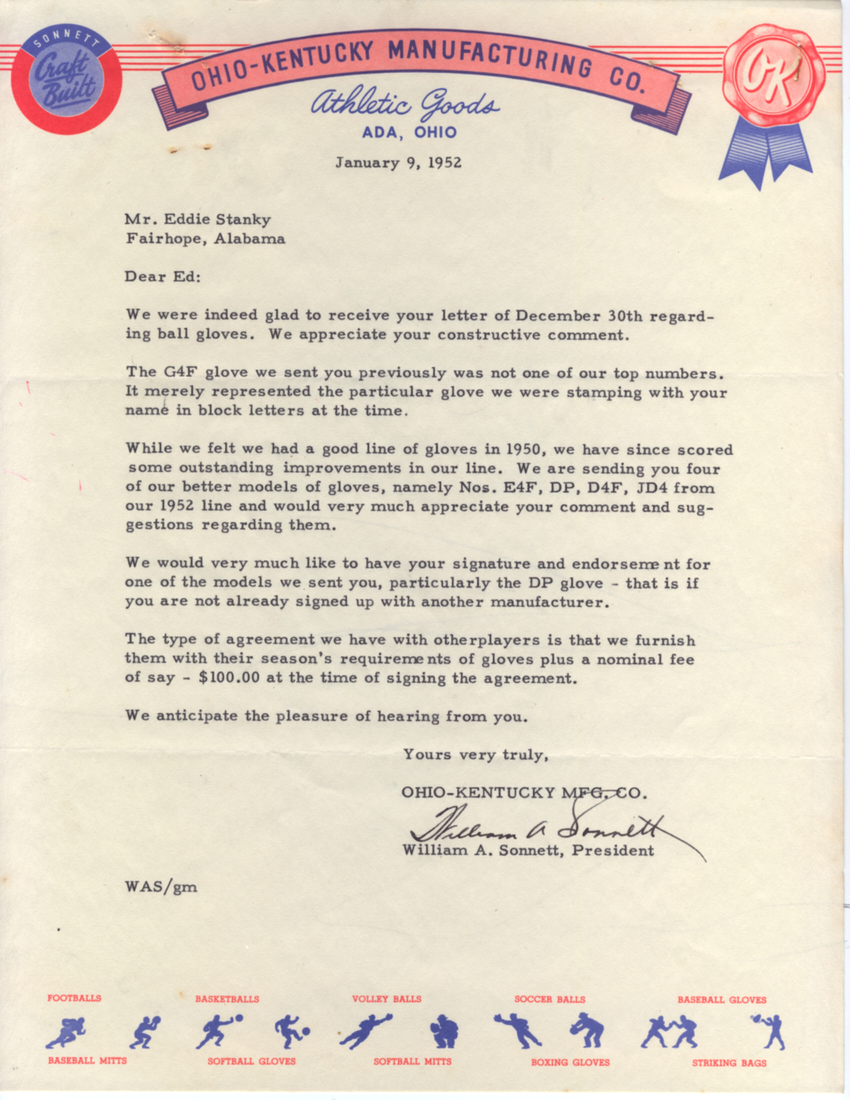 SONNETT
Craft
Built
OHIO-KENTUCKY MANUFACTURING CO.
OK
Athletic Goods
ADA, OHIO
January 9, 1952
Mr. Eddie Stanky
Fairhope, Alabama
Dear Ed:
We were indeed glad to receive your letter of December 30th regard-
ing ball gloves. We appreciate your constructive comment.
The G4F glove we sent you previously was not one of our top numbers.
It merely represented the particular glove we were stamping with your
name in block letters at the time.
While we felt we had a good line of gloves in 1950, we have since scored
some outstanding improvements in our line. We are sending you four
of our better models of gloves, namely Nos. E4F, DP, D4F, JD4 from
our 1952 line and would very much appreciate your comment and sug-
gestions regarding them.
We would very much like to have your signature and endorsement for
one of the models we sent you, particularly the DP glove - that is if
you are not already signed up with another manufacturer.
The type of agreement we have with otherplayers is that we furnish
them with their season's requirements of gloves plus a nominal fee
of say - $100.00 at the time of signing the agreement.
We anticipate the pleasure of hearing from you.
Yours very truly,
OHIO-KENTUCKY MFG. CO.
William A Sonnett
William A. Sonnett, President
WAS/gm
FOOTBALLS BASKETBALLS VOLLEY BALLS SOCCER BALLS BASEBALL GLOVES
BASEBALL MITTS SOFTBALL GLOVES SOFTBALL MITTS BOXING GLOVES STRIKING BAGS